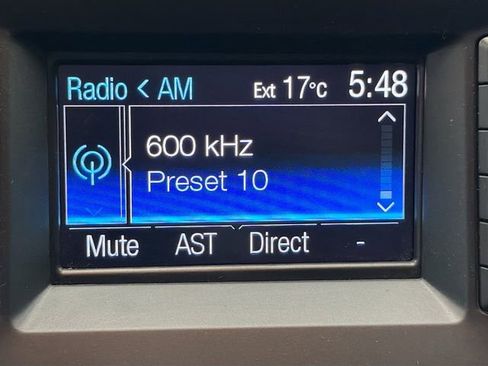 Radio < AM Ext 17°C 5:48
600 kHz
Preset 10
Mute AST Direct -